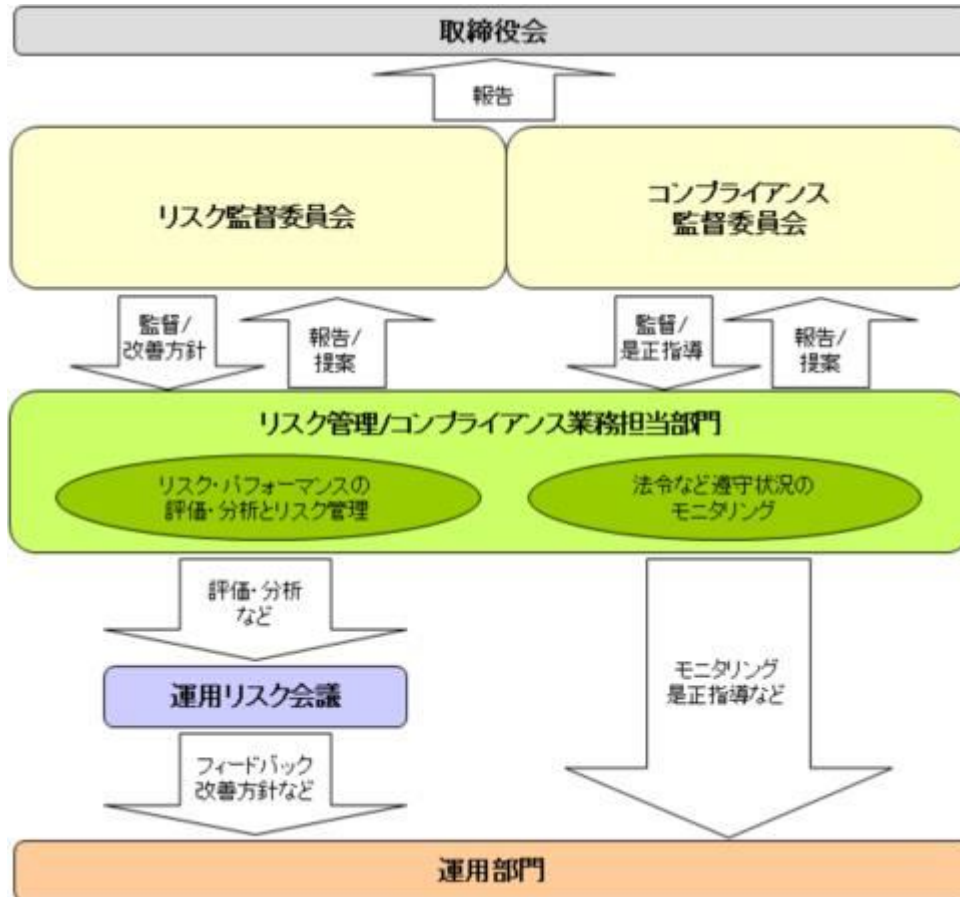 取締役会
報告
リスク監督委員会
コンプライアンス
監督委員会
監督/
改善方針
報告/
提案
監督/
是正指導
報告/
提案
リスク管理/コンプライアンス業務担当部門
リスク・パフォーマンスの
評価・分析とリスク管理
法令など遵守状況の
モニタリング
評価・分析
など
運用リスク会議
フィードバック
改善方針など
モニタリング
是正指導など
運用部門